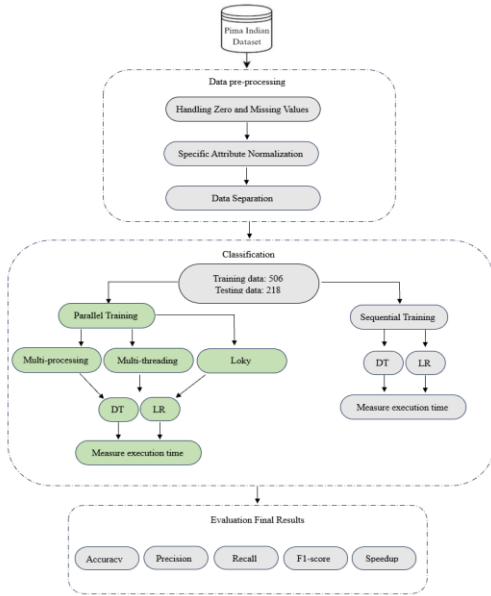 Pima Indian
Dataset
Data pre-processing
Handling Zero and Missing Values
Specific Attribute Normalization
Data Separation
Classification
Training data: 506
Testing data: 218
Parallel Training
Sequential Training
Multi-processing
Multi-threading
Loky
DT
LR
DT
LR
Measure execution time
Measure execution time
Evaluation Final Results
Accuracy
Precision
Recall
F1-score
Speedup